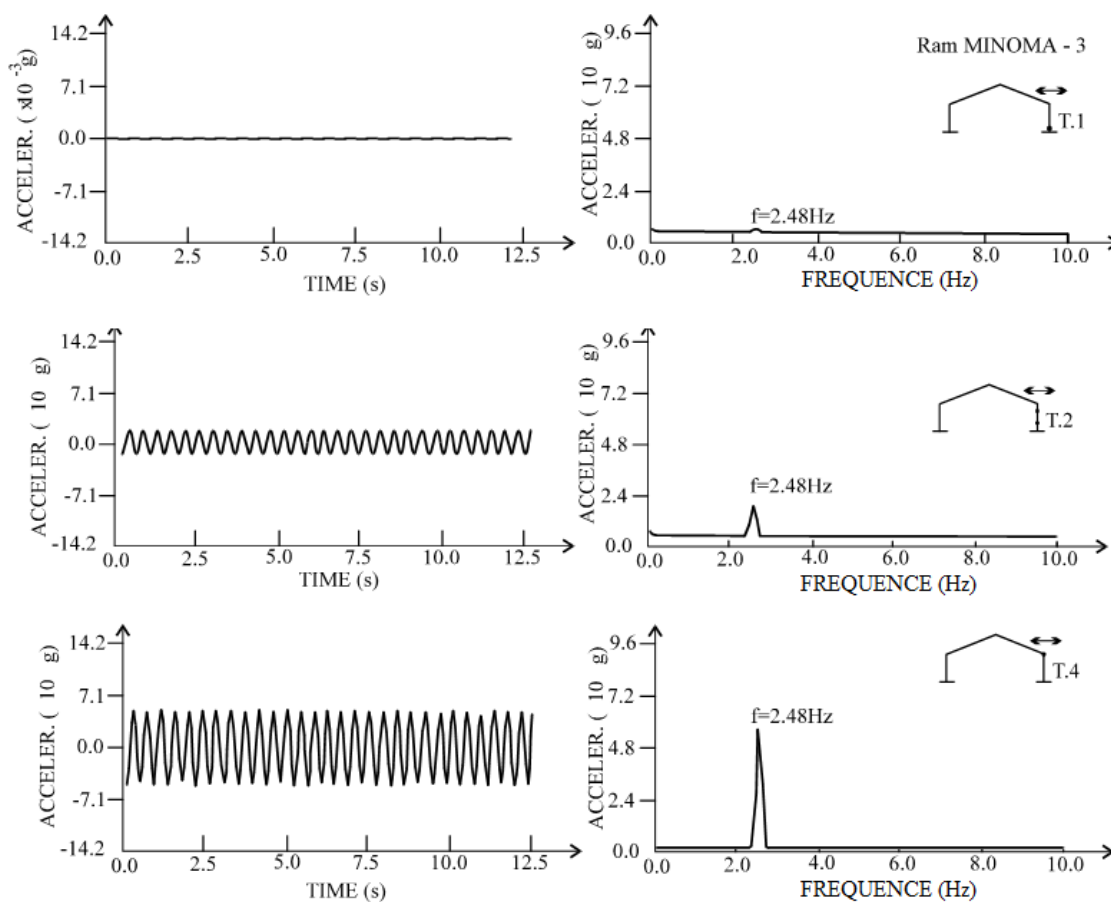 14.2
7.1
0.0
-7.1
-14.2
ACCELER. ( x10 -3 g)
0.0 2.5 5.0 7.5 10.0 12.5
TIME (s)
9.6
7.2
4.8
2.4
0.0
ACCELER. ( 10 g)
Ram MINOMA - 3
T.1
f=2.48Hz
0.0 2.0 4.0 6.0 8.0 10.0
FREQUENCE (Hz)
14.2
7.1
0.0
-7.1
-14.2
ACCELER. ( 10 g)
0.0 2.5 5.0 7.5 10.0 12.5
TIME (s)
9.6
7.2
4.8
2.4
0.0
ACCELER. ( 10 g)
T.2
f=2.48Hz
0.0 2.0 4.0 6.0 8.0 10.0
FREQUENCE (Hz)
14.2
7.1
0.0
-7.1
-14.2
ACCELER. ( 10 g)
0.0 2.5 5.0 7.5 10.0 12.5
TIME (s)
9.6
7.2
4.8
2.4
0.0
ACCELER. ( 10 g)
T.4
f=2.48Hz
0.0 2.0 4.0 6.0 8.0 10.0
FREQUENCE (Hz)